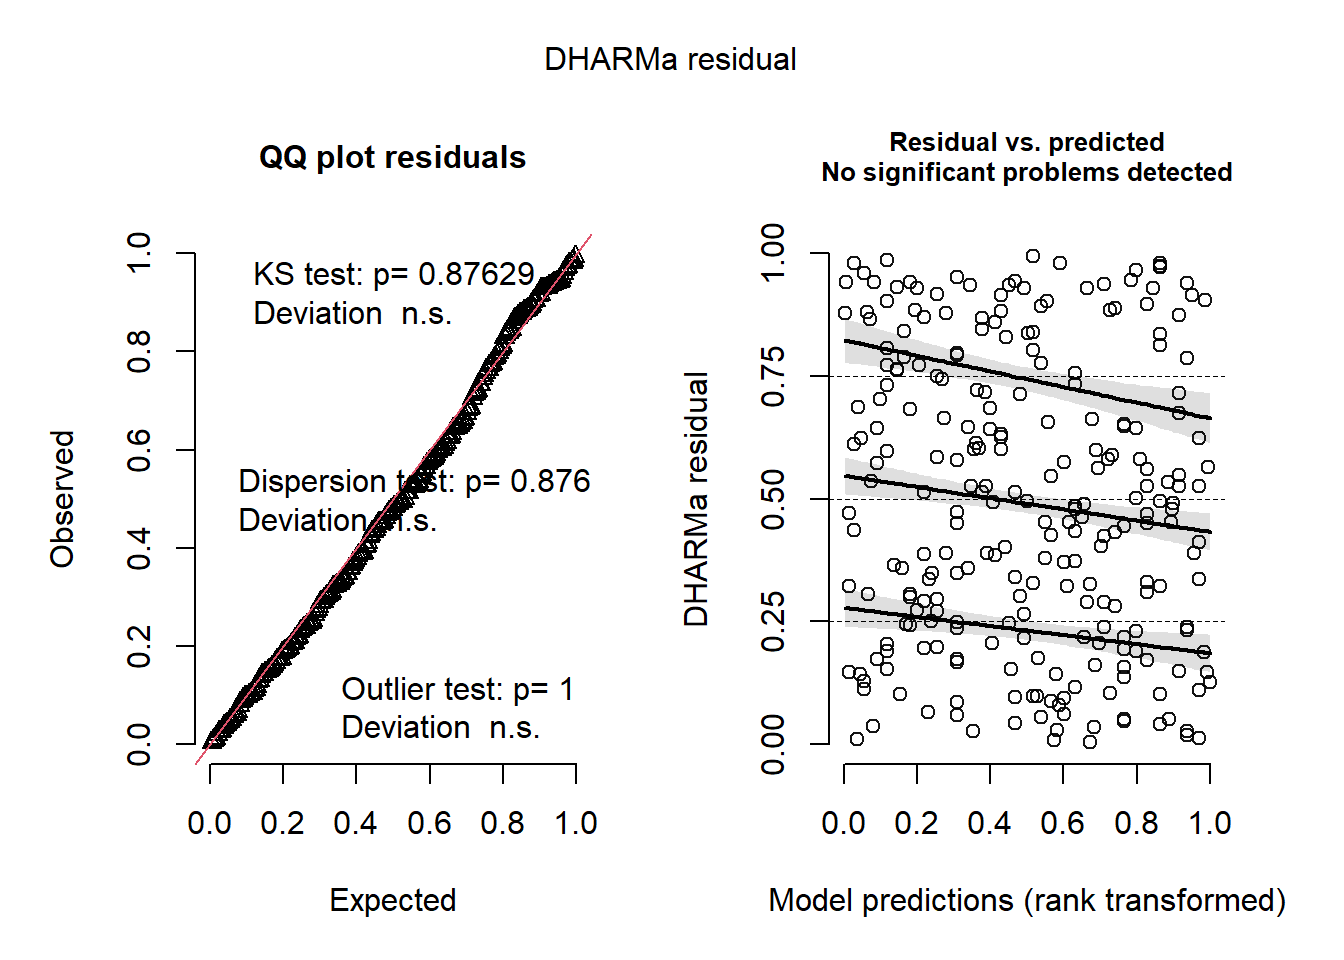 DHARMa residual
QQ plot residuals
KS test: p= 0.87629
Deviation  n.s.
Dispersion test: p= 0.876
Deviation  n.s.
Outlier test: p= 1
Deviation  n.s.
Observed
0.0 0.2 0.4 0.6 0.8 1.0
0.0 0.2 0.4 0.6 0.8 1.0
Expected
Residual vs. predicted
No significant problems detected
DHARMa residual
0.00 0.25 0.50 0.75 1.00
0.0 0.2 0.4 0.6 0.8 1.0
Model predictions (rank transformed)